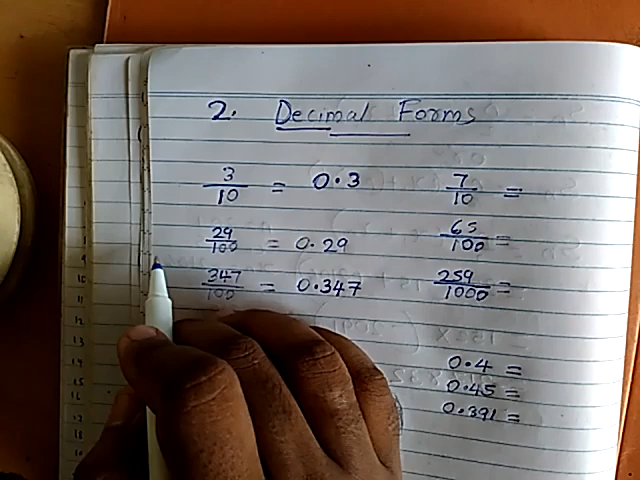 2. Decimal Forms
3/10 = 0.3 7/10 =
29/100 = 0.29 65/100 =
347/100 = 0.347 259/1000 =
0.4 =
0.45 =
0.391 =